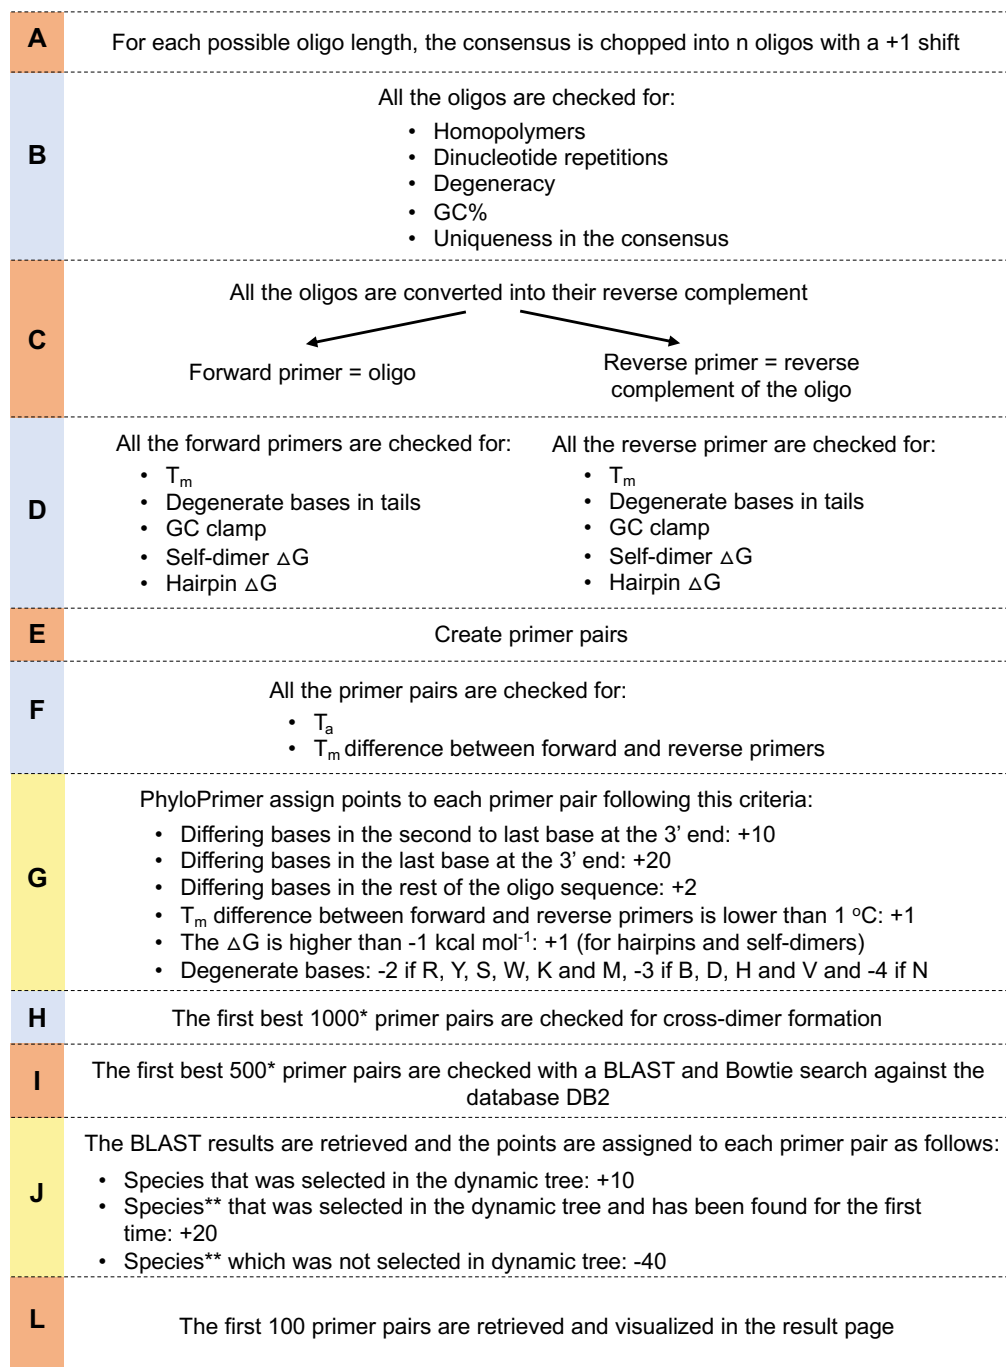 A
For each possible oligo length, the consensus is chopped into n oligos with a +1 shift
B
All the oligos are checked for:
• Homopolymers
• Dinucleotide repetitions
• Degeneracy
• GC%
• Uniqueness in the consensus
C
All the oligos are converted into their reverse complement
Forward primer = oligo
Reverse primer = reverse
complement of the oligo
D
All the forward primers are checked for:
• Tm
• Degenerate bases in tails
• GC clamp
• Self-dimer △G
• Hairpin △G
All the reverse primer are checked for:
• Tm
• Degenerate bases in tails
• GC clamp
• Self-dimer △G
• Hairpin △G
E
Create primer pairs
F
All the primer pairs are checked for:
• Ta
• Tm difference between forward and reverse primers
G
PhyloPrimer assign points to each primer pair following this criteria:
• Differing bases in the second to last base at the 3’ end: +10
• Differing bases in the last base at the 3’ end: +20
• Differing bases in the rest of the oligo sequence: +2
• Tm difference between forward and reverse primers is lower than 1 ºC: +1
• The △G is higher than -1 kcal mol-1: +1 (for hairpins and self-dimers)
• Degenerate bases: -2 if R, Y, S, W, K and M, -3 if B, D, H and V and -4 if N
H
The first best 1000* primer pairs are checked for cross-dimer formation
I
The first best 500* primer pairs are checked with a BLAST and Bowtie search against the
database DB2
J
The BLAST results are retrieved and the points are assigned to each primer pair as follows:
• Species that was selected in the dynamic tree: +10
• Species** that was selected in the dynamic tree and has been found for the first
time: +20
• Species** which was not selected in dynamic tree: -40
L
The first 100 primer pairs are retrieved and visualized in the result page